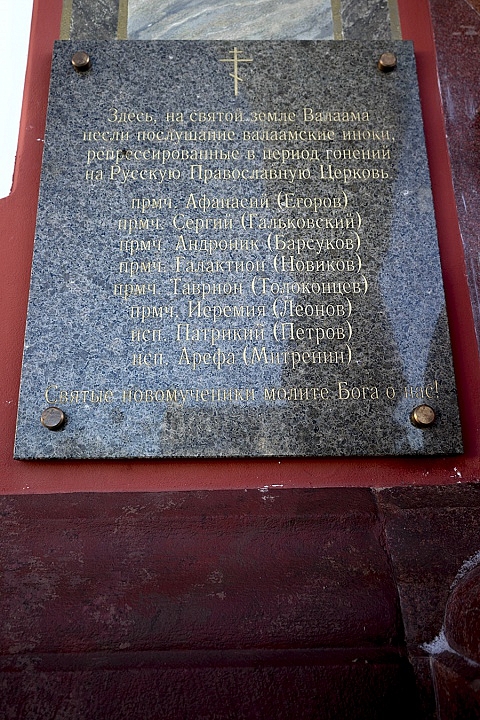 Здесь, на святой земле Валаама
несли послушание валаамские иноки,
репрессированные в период гонений
на Русскую Православную Церковь.
прмч. Афанасий (Егоров)
прмч. Сергий (Гальковский)
прмч. Андроник (Барсуков)
прмч. Галактион (Новиков)
прмч. Таврион (Толоконцев)
прмч. Иеремия (Леонов)
исп. Патрикий (Петров)
исп. Арефа (Митренин).
Святые новомученики молите Бога о нас!